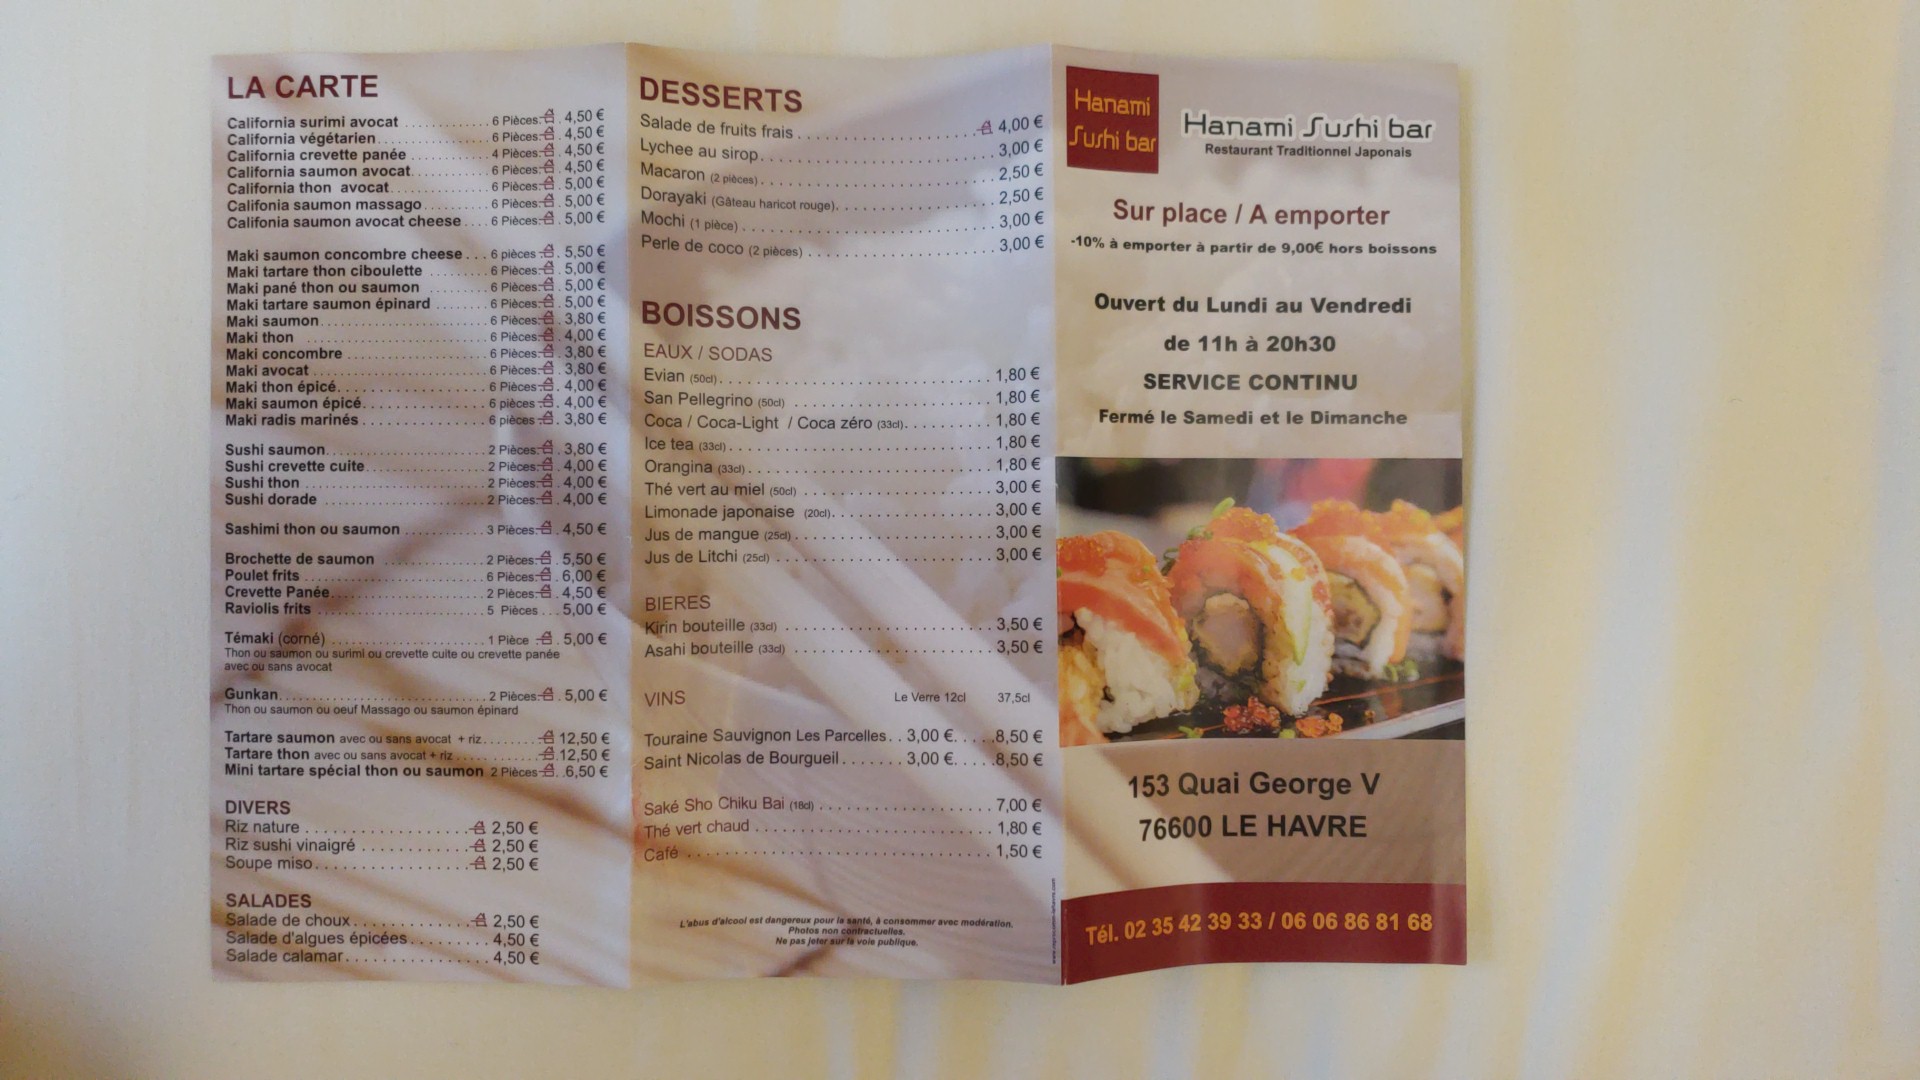 LA CARTE
California surimi avocat ............ 6 Pièces. . 4,50 €
California végétarien ............ 6 Pièces. . 4,50 €
California crevette panée ............ 4 Pièces. . 4,50 €
California saumon avocat ............ 6 Pièces. . 4,50 €
California thon avocat ............ 6 Pièces. . 5,00 €
California saumon massago ............ 6 Pièces. . 5,00 €
Califonia saumon avocat cheese .... 6 Pièces. . 5,00 €
Maki saumon concombre cheese ... 6 pièces . 5,50 €
Maki tartare thon ciboulette ......... 6 Pièces. . 5,00 €
Maki pané thon ou saumon ......... 6 Pièces. . 5,00 €
Maki tartare saumon épinard ......... 6 Pièces. . 5,00 €
Maki saumon ............ 6 Pièces. . 3,80 €
Maki thon ............ 6 Pièces. . 4,00 €
Maki concombre ............ 6 Pièces. . 3,80 €
Maki avocat ............ 6 Pièces. . 3,80 €
Maki thon épicé ............ 6 Pièces. . 4,00 €
Maki saumon épicé ............ 6 pièces . 4,00 €
Maki radis marinés ............ 6 pièces . 3,80 €
Sushi saumon ............ 2 Pièces. . 3,80 €
Sushi crevette cuite ............ 2 Pièces. . 4,00 €
Sushi thon ............ 2 Pièces. . 4,00 €
Sushi dorade ............ 2 Pièces. . 4,00 €
Sashimi thon ou saumon ............ 3 Pièces. . 4,50 €
Brochette de saumon ............ 2 Pièces. . 5,50 €
Poulet frits ............ 6 Pièces. . 6,00 €
Crevette Panée ............ 2 Pièces. . 4,50 €
Raviolis frits ............ 5 Pièces ... 5,00 €
Témaki (corné) ............ 1 Pièce . 5,00 €
Thon ou saumon ou surimi ou crevette cuite ou crevette panée
avec ou sans avocat
Gunkan ............ 2 Pièces. . 5,00 €
Thon ou saumon ou oeuf Massago ou saumon épinard
Tartare saumon avec ou sans avocat + riz ........ 12,50 €
Tartare thon avec ou sans avocat + riz ............ 12,50 €
Mini tartare spécial thon ou saumon 2 Pièces . .6,50 €
DIVERS
Riz nature .................... 2,50 €
Riz sushi vinaigré ............. 2,50 €
Soupe miso .................... 2,50 €
SALADES
Salade de choux ............... 2,50 €
Salade d'algues épicées ......... 4,50 €
Salade calamar ................ 4,50 €
DESSERTS
Salade de fruits frais .................... 4,00 €
Lychee au sirop .......................... 3,00 €
Macaron (2 pièces) .......................... 2,50 €
Dorayaki (Gâteau haricot rouge) .................. 2,50 €
Mochi (1 pièce) .......................... 3,00 €
Perle de coco (2 pièces) .................... 3,00 €
BOISSONS
EAUX / SODAS
Evian (50cl) .............................. 1,80 €
San Pellegrino (50cl) ........................ 1,80 €
Coca / Coca-Light / Coca zéro (33cl) .......... 1,80 €
Ice tea (33cl) .............................. 1,80 €
Orangina (33cl) .......................... 1,80 €
Thé vert au miel (50cl) .................... 3,00 €
Limonade japonaise (20cl) .................. 3,00 €
Jus de mangue (25cl) ...................... 3,00 €
Jus de Litchi (25cl) ........................ 3,00 €
BIERES
Kirin bouteille (33cl) ...................... 3,50 €
Asahi bouteille (33cl) ...................... 3,50 €
VINS Le Verre 12cl 37,5cl
Touraine Sauvignon Les Parcelles .. 3,00 € ..... 8,50 €
Saint Nicolas de Bourgueil ....... 3,00 € ..... 8,50 €
Saké Sho Chiku Bai (18cl) .................... 7,00 €
Thé vert chaud .......................... 1,80 €
Café .................................. 1,50 €
L'abus d'alcool est dangereux pour la santé, à consommer avec modération.
Photos non contractuelles.
Ne pas jeter sur la voie publique.
Hanami
Sushi bar
Hanami Sushi bar
Restaurant Traditionnel Japonais
Sur place / A emporter
-10% à emporter à partir de 9,00€ hors boissons
Ouvert du Lundi au Vendredi
de 11h à 20h30
SERVICE CONTINU
Fermé le Samedi et le Dimanche
153 Quai George V
76600 LE HAVRE
Tél. 02 35 42 39 33 / 06 06 86 81 68